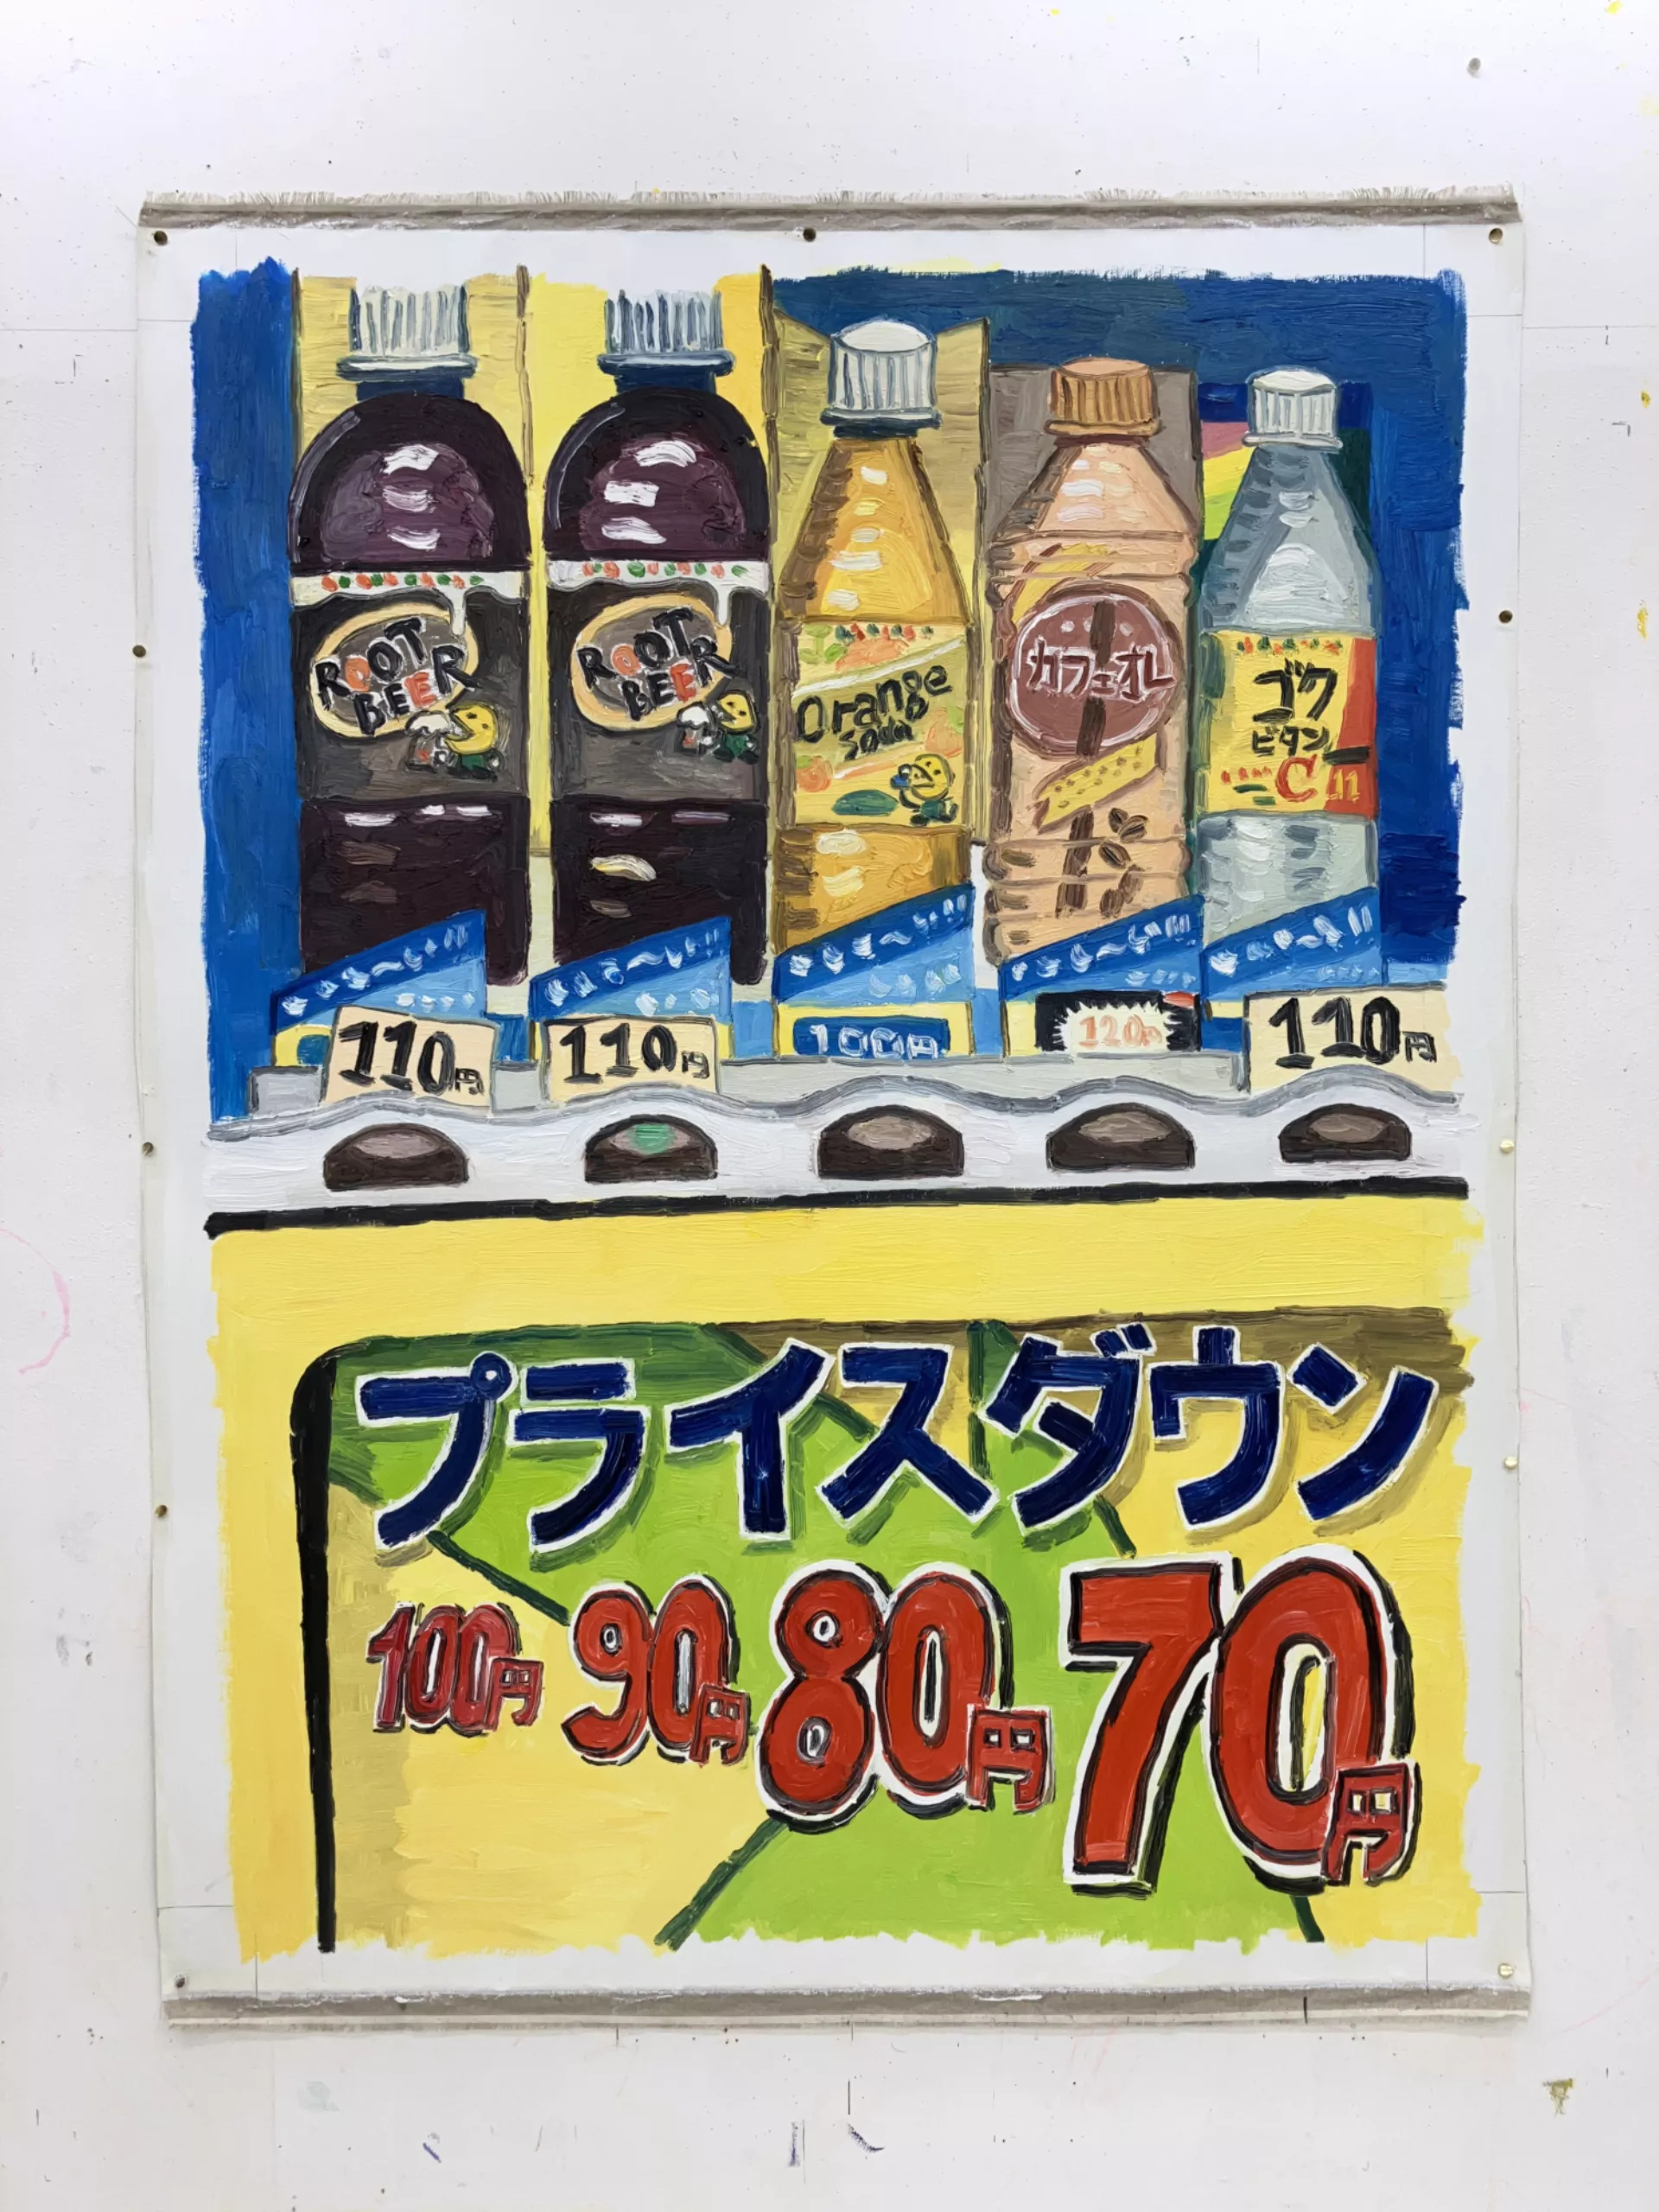 ROOT
BEER
ROOT
BEER
Orange
soda
カフェオレ
ゴク
ビタン
C
110円
110円
100円
120円
110円
プライスダウン
100円 90円 80円 70円